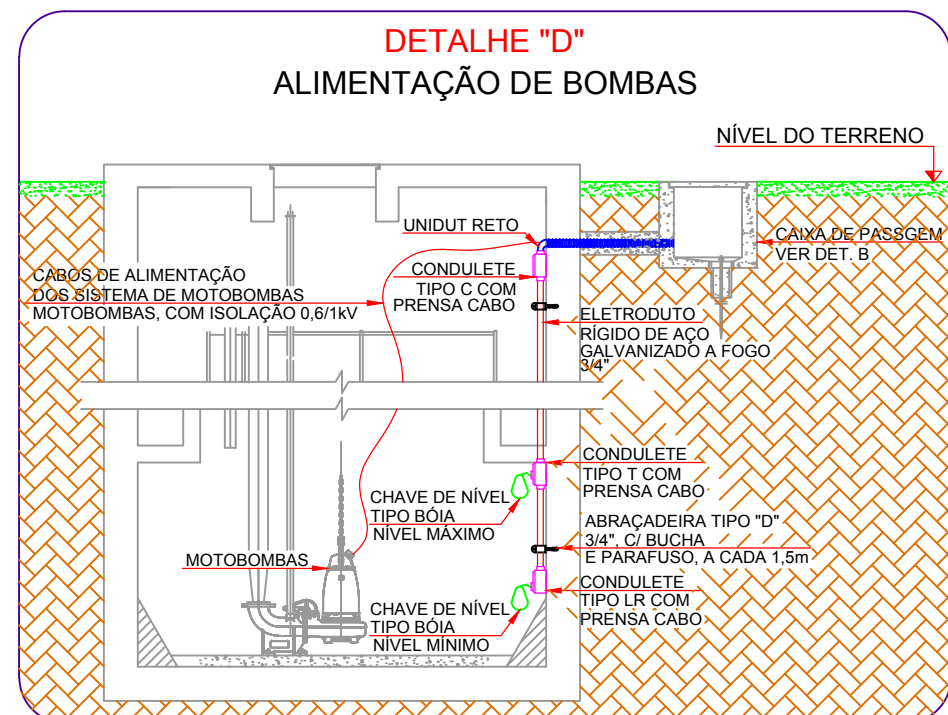 DETALHE "D"
ALIMENTAÇÃO DE BOMBAS
NÍVEL DO TERRENO
UNIDUT RETO
CAIXA DE PASSGEM
VER DET. B
CONDULETE
TIPO C COM
PRENSA CABO
CABOS DE ALIMENTAÇÃO
DOS SISTEMA DE MOTOBOMBAS
MOTOBOMBAS, COM ISOLAÇÃO 0,6/1kV
ELETRODUTO
RÍGIDO DE AÇO
GALVANIZADO A FOGO
3/4"
CONDULETE
TIPO T COM
PRENSA CABO
CHAVE DE NÍVEL
TIPO BÓIA
NÍVEL MÁXIMO
ABRAÇADEIRA TIPO "D"
3/4", C/ BUCHA
E PARAFUSO, A CADA 1,5m
MOTOBOMBAS
CONDULETE
TIPO LR COM
PRENSA CABO
CHAVE DE NÍVEL
TIPO BÓIA
NÍVEL MÍNIMO